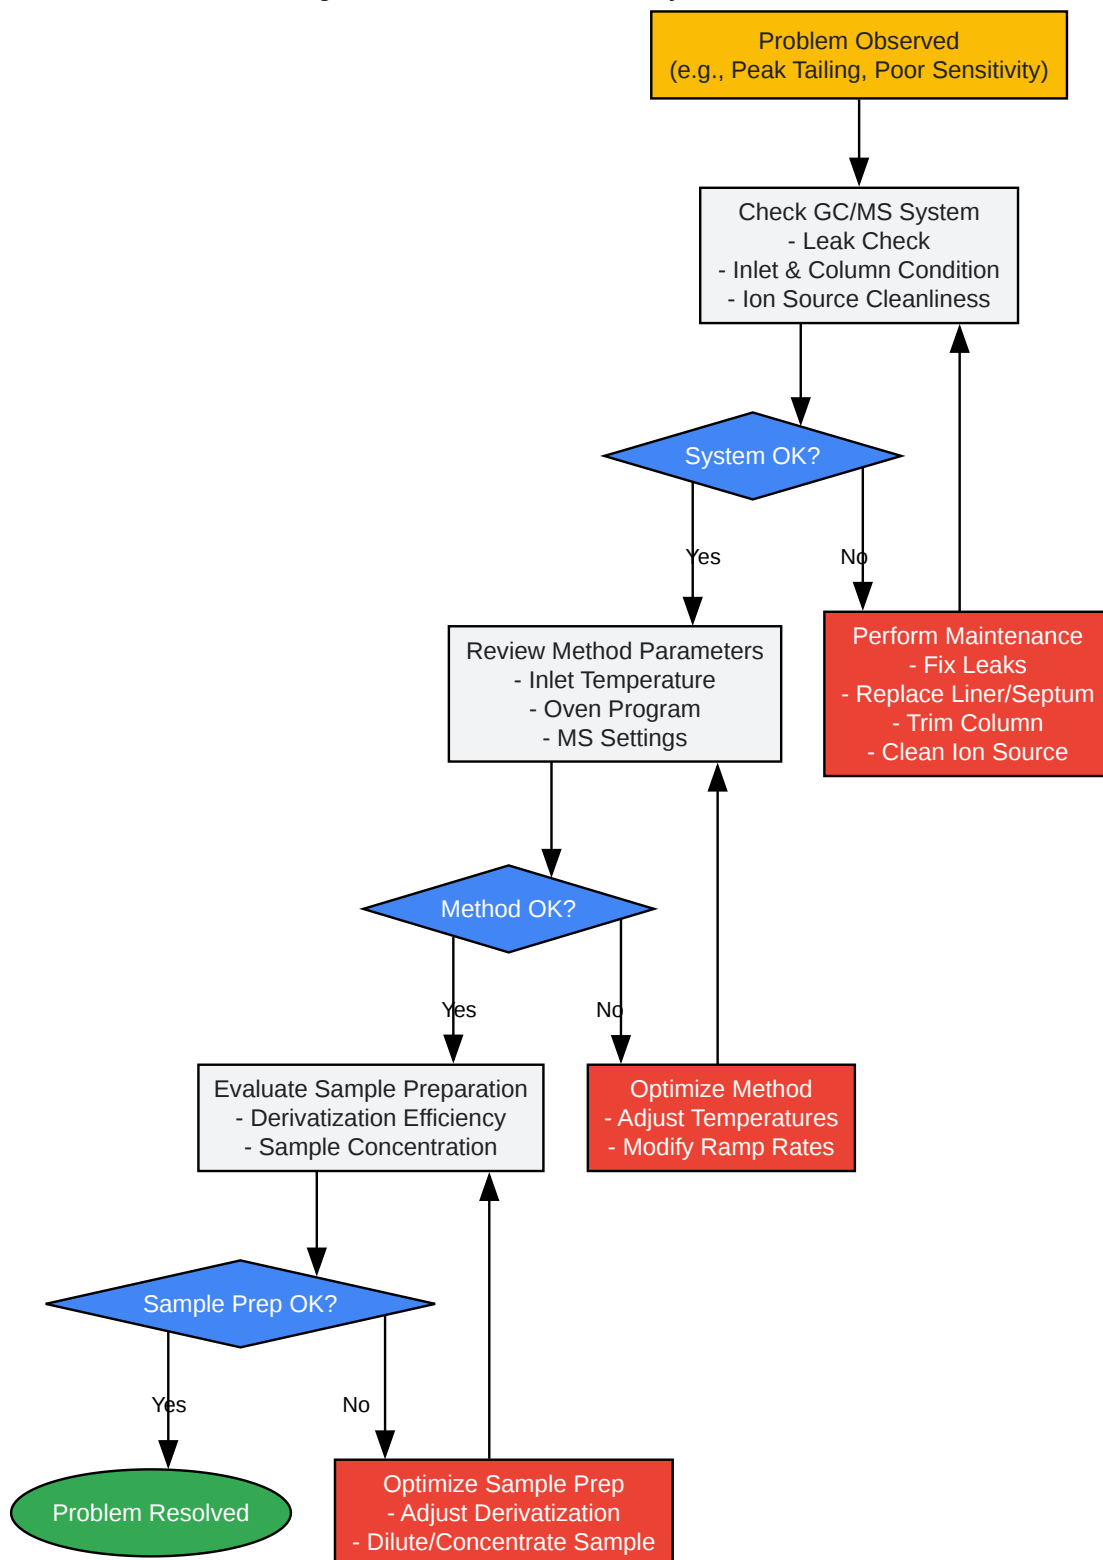 Problem Observed
(e.g., Peak Tailing, Poor Sensitivity)
Check GC/MS System
- Leak Check
- Inlet & Column Condition
- Ion Source Cleanliness
System OK?
Yes
No
Review Method Parameters
- Inlet Temperature
- Oven Program
- MS Settings
Perform Maintenance
- Fix Leaks
- Replace Liner/Septum
- Trim Column
- Clean Ion Source
Method OK?
Yes
No
Evaluate Sample Preparation
- Derivatization Efficiency
- Sample Concentration
Optimize Method
- Adjust Temperatures
- Modify Ramp Rates
Sample Prep OK?
Yes
No
Problem Resolved
Optimize Sample Prep
- Adjust Derivatization
- Dilute/Concentrate Sample